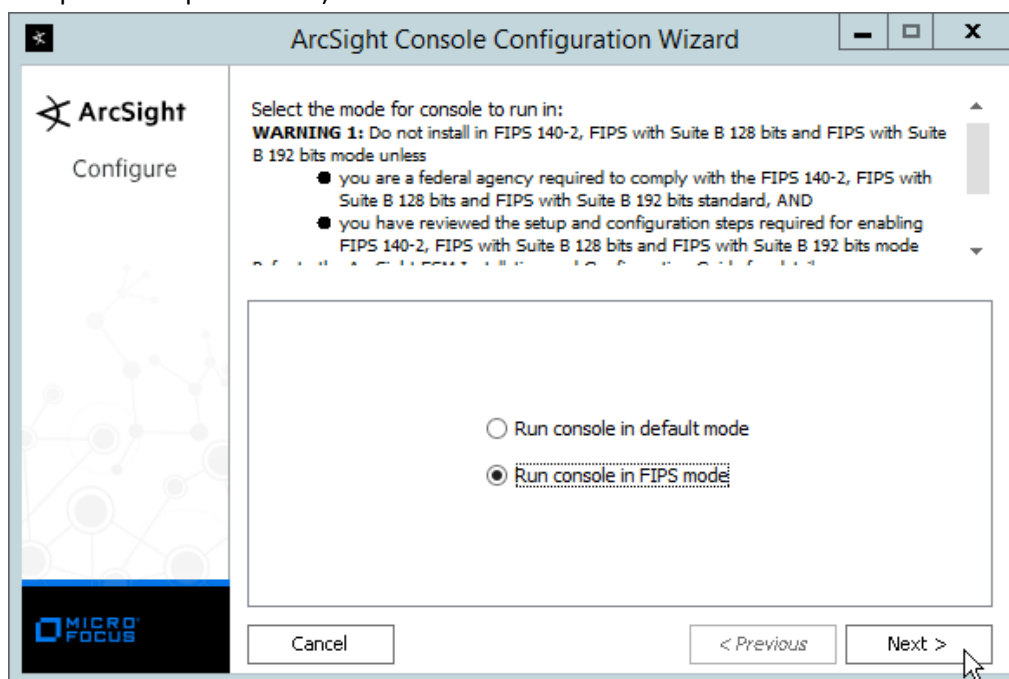 ArcSight Console Configuration Wizard
ArcSight
Configure
Select the mode for console to run in:
WARNING 1: Do not install in FIPS 140-2, FIPS with Suite B 128 bits and FIPS with Suite
B 192 bits mode unless
you are a federal agency required to comply with the FIPS 140-2, FIPS with
Suite B 128 bits and FIPS with Suite B 192 bits standard, AND
you have reviewed the setup and configuration steps required for enabling
FIPS 140-2, FIPS with Suite B 128 bits and FIPS with Suite B 192 bits mode
Run console in default mode
Run console in FIPS mode
MICRO
FOCUS
Cancel
< Previous
Next >